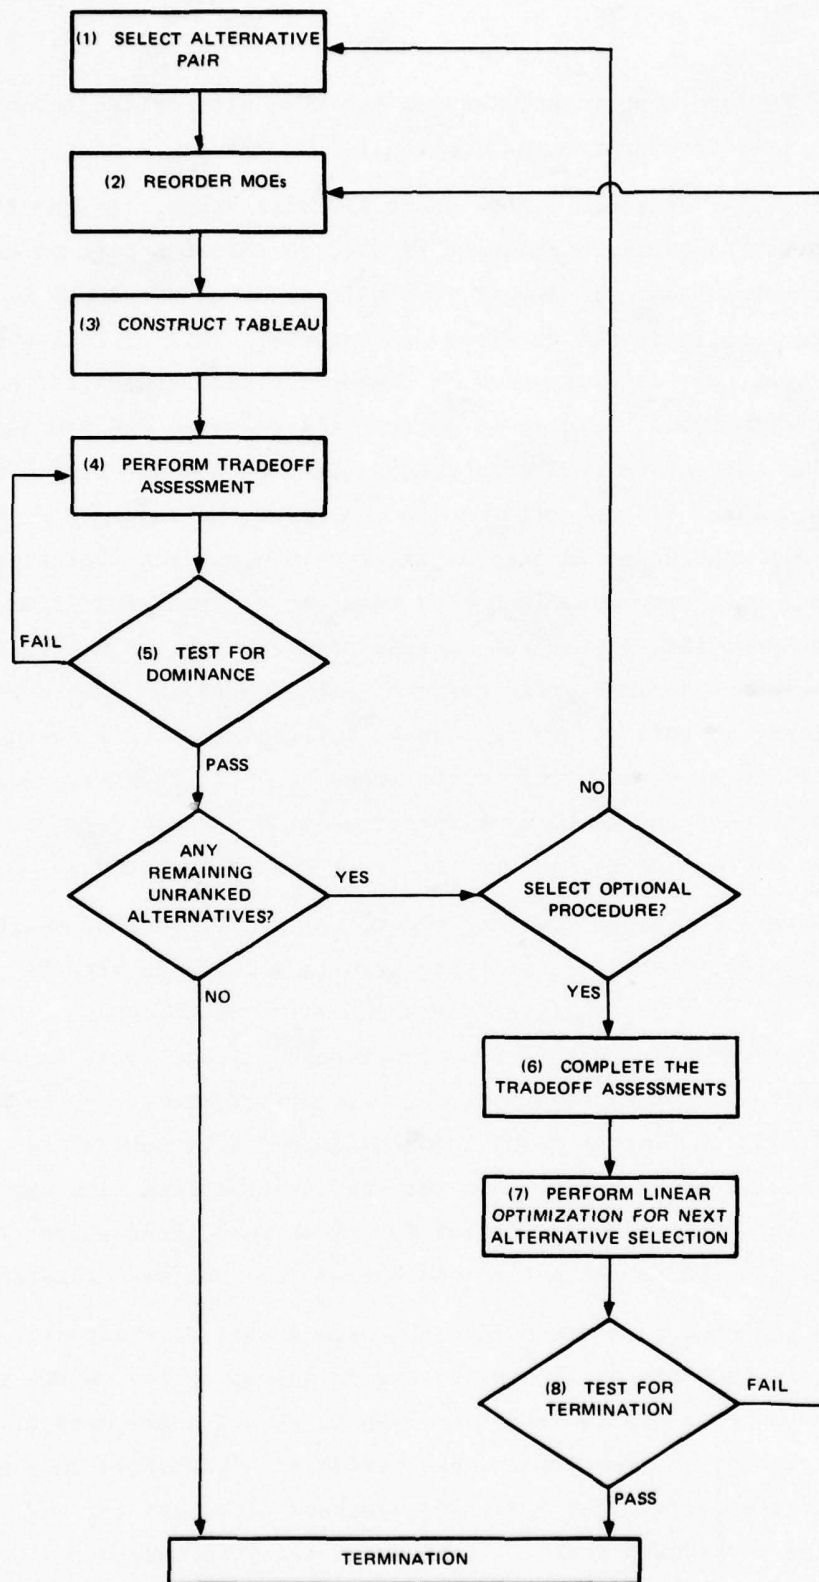 (1) SELECT ALTERNATIVE
PAIR
(2) REORDER MOEs
(3) CONSTRUCT TABLEAU
(4) PERFORM TRADEOFF
ASSESSMENT
FAIL
(5) TEST FOR
DOMINANCE
PASS
ANY
REMAINING
UNRANKED
ALTERNATIVES?
YES
NO
NO
SELECT OPTIONAL
PROCEDURE?
YES
(6) COMPLETE THE
TRADEOFF ASSESSMENTS
(7) PERFORM LINEAR
OPTIMIZATION FOR NEXT
ALTERNATIVE SELECTION
(8) TEST FOR
TERMINATION
FAIL
PASS
TERMINATION